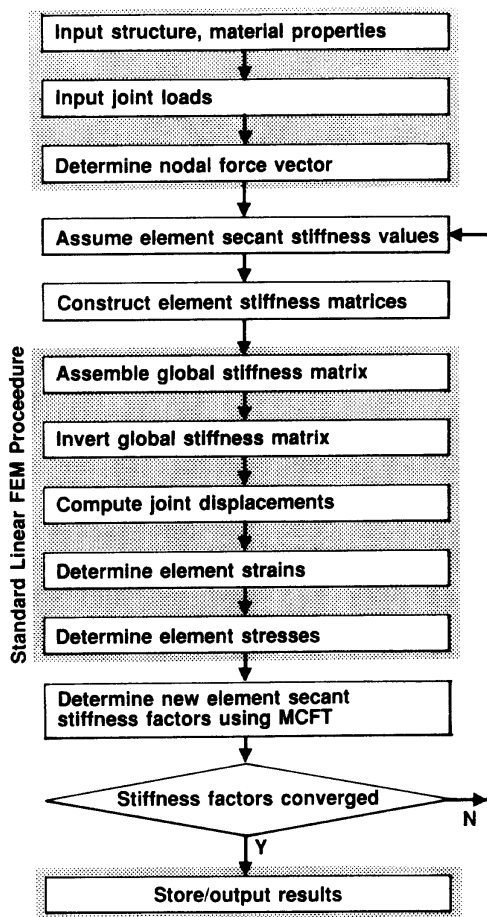 Input structure, material properties
Input joint loads
Determine nodal force vector
Assume element secant stiffness values
Construct element stiffness matrices
Standard Linear FEM Proceedure
Assemble global stiffness matrix
Invert global stiffness matrix
Compute joint displacements
Determine element strains
Determine element stresses
Determine new element secant
stiffness factors using MCFT
Stiffness factors converged
N
Y
Store/output results